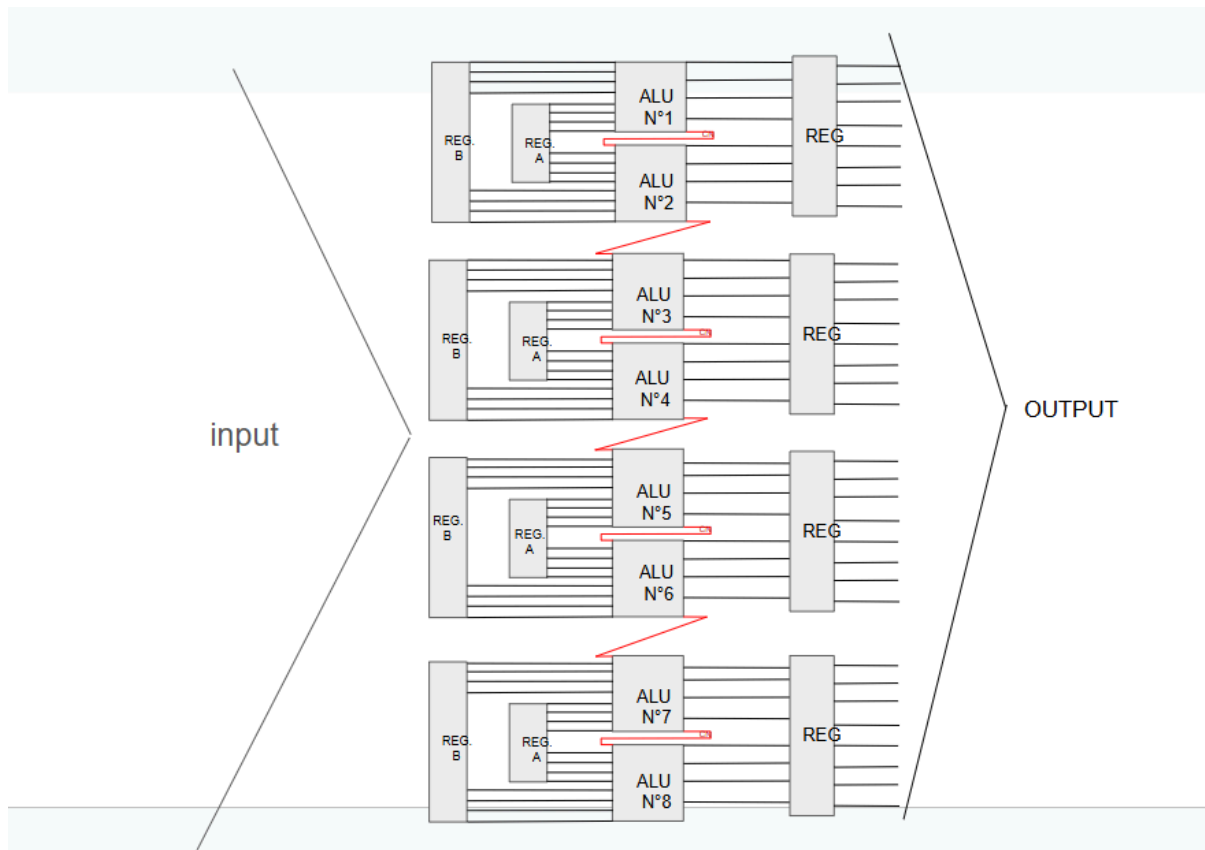 ALU
N°1
REG.
B
REG.
A
REG
ALU
N°2
ALU
N°3
REG.
B
REG.
A
REG
ALU
N°4
input
OUTPUT
ALU
N°5
REG.
B
REG.
A
REG
ALU
N°6
ALU
N°7
REG.
B
REG.
A
REG
ALU
N°8